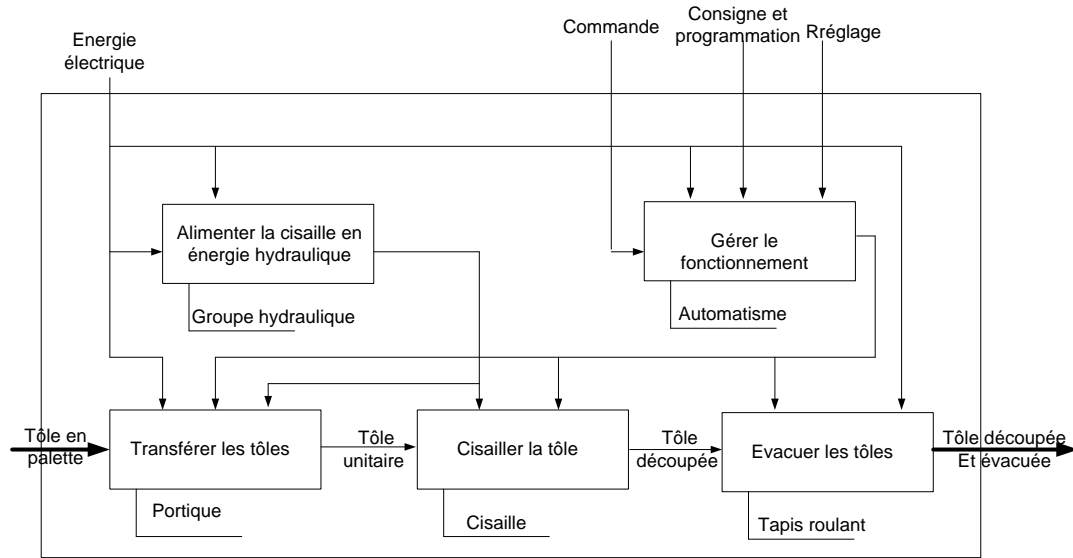 Energie
électrique
Commande
Consigne et
programmation
Rréglage
Alimenter la cisaille en
énergie hydraulique
Groupe hydraulique
Gérer le
fonctionnement
Automatisme
Tôle en
palette
Transférer les tôles
Portique
Tôle
unitaire
Cisailler la tôle
Cisaille
Tôle
découpée
Evacuer les tôles
Tapis roulant
Tôle découpée
Et évacuée